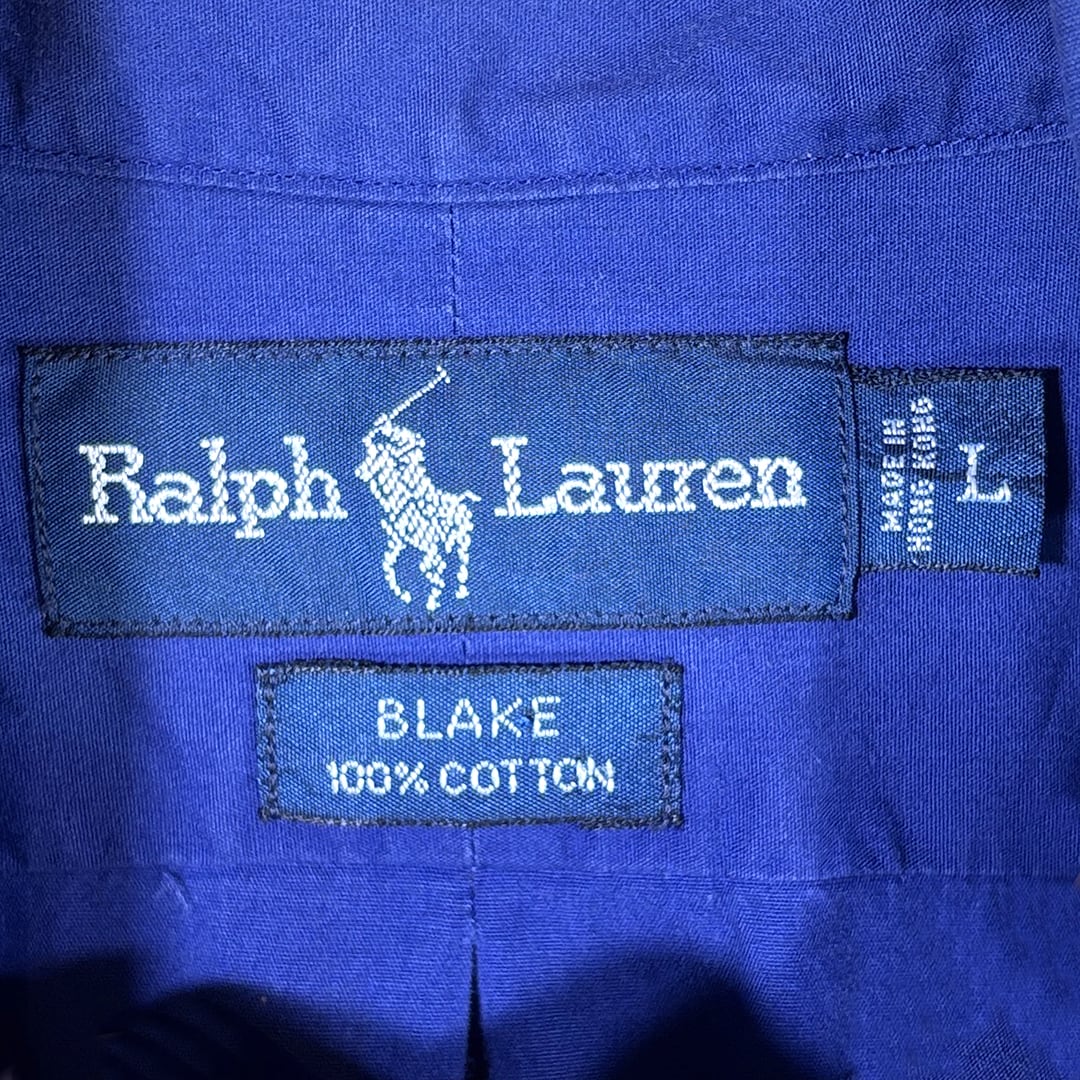 Ralph Lauren
MADE IN
HONG KONG
L
BLAKE
100% COTTON